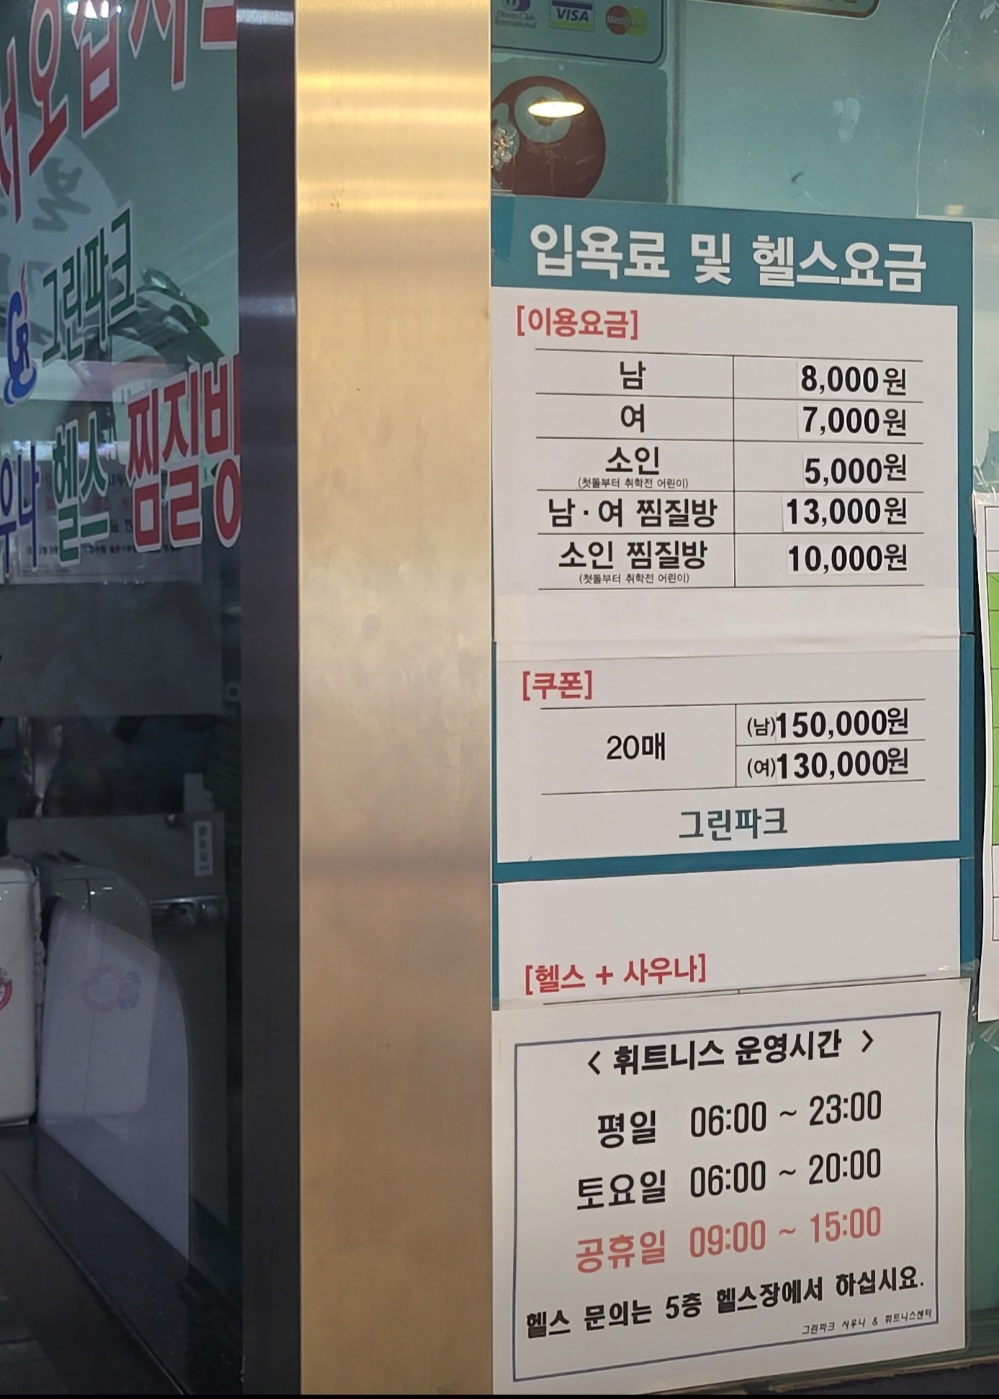 서오십시오
그린파크
우나 헬스 찜질방
VISA
MasterCard
입욕료 및 헬스요금
[이용요금]
남 8,000원
여 7,000원
소인 5,000원
(첫돌부터 취학전 어린이)
남·여 찜질방 13,000원
소인 찜질방 10,000원
(첫돌부터 취학전 어린이)
[쿠폰]
20매 (남)150,000원
(여)130,000원
그린파크
[헬스 + 사우나]
< 휘트니스 운영시간 >
평일 06:00 ~ 23:00
토요일 06:00 ~ 20:00
공휴일 09:00 ~ 15:00
헬스 문의는 5층 헬스장에서 하십시요.
그린파크 사우나 & 휘트니스센터